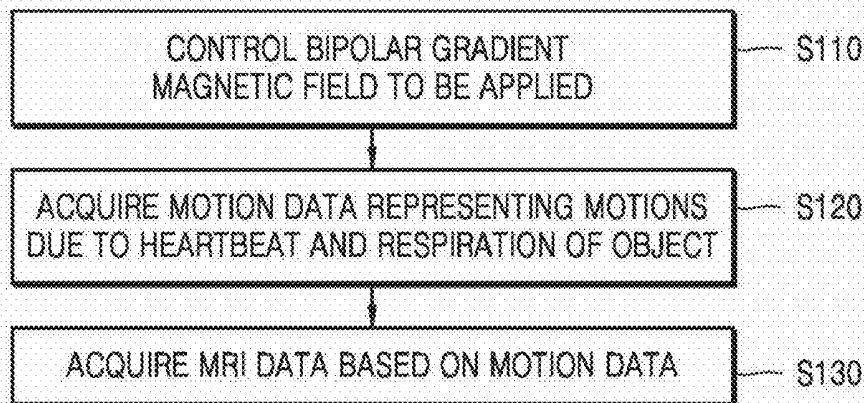 CONTROL BIPOLAR GRADIENT
MAGNETIC FIELD TO BE APPLIED
S110
ACQUIRE MOTION DATA REPRESENTING MOTIONS
DUE TO HEARTBEAT AND RESPIRATION OF OBJECT
S120
ACQUIRE MRI DATA BASED ON MOTION DATA
S130